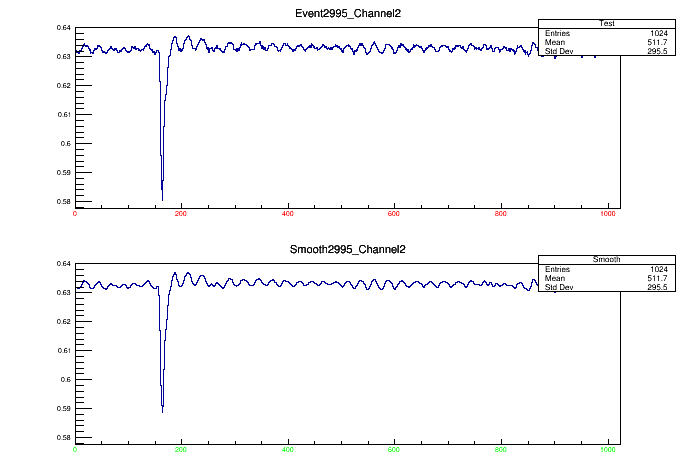 Event2995_Channel2
Test
Entries 1024
Mean 511.7
Std Dev 295.5
0.64
0.63
0.62
0.61
0.6
0.59
0.58
0 200 400 600 800 1000
Smooth2995_Channel2
Smooth
Entries 1024
Mean 511.7
Std Dev 295.5
0.64
0.63
0.62
0.61
0.6
0.59
0.58
0 200 400 600 800 1000